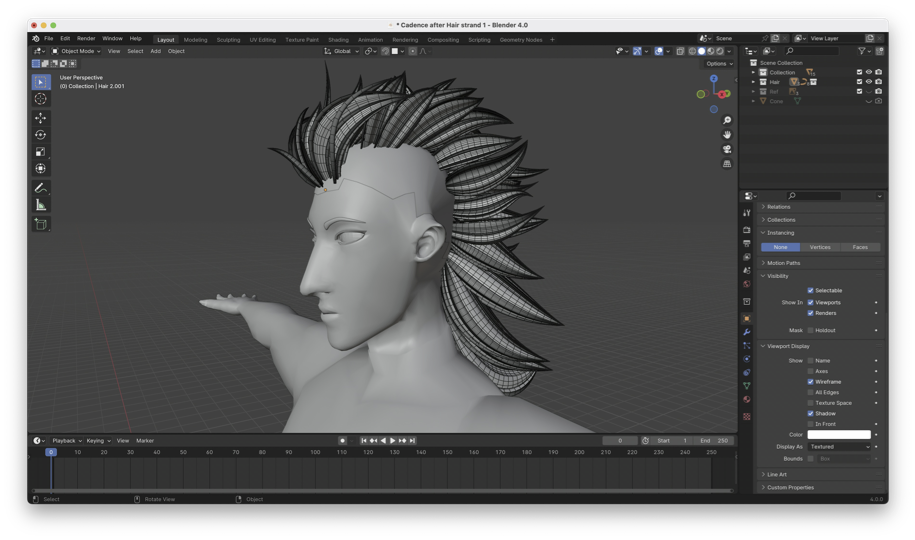 * Cadence after Hair strand 1 - Blender 4.0
File Edit Render Window Help Layout Modeling Sculpting UV Editing Texture Paint Shading Animation Rendering Compositing Scripting Geometry Nodes + Scene View Layer
Object Mode View Select Add Object Global
Options
User Perspective
(0) Collection | Hair 2.001
Z
Scene Collection
Collection
Hair
Ref
Cone
Relations
Collections
Instancing
None Vertices Faces
Motion Paths
Visibility
Selectable
Show In Viewports
Renders
Mask Holdout
Viewport Display
Show Name
Axes
Wireframe
All Edges
Texture Space
Shadow
In Front
Color
Display As Textured
Bounds Box
Line Art
Custom Properties
Playback Keying View Marker 0 Start 1 End 250
0 10 20 30 40 50 60 70 80 90 100 110 120 130 140 150 160 170 180 190 200 210 220 230 240 250
Select Rotate View Object 4.0.0